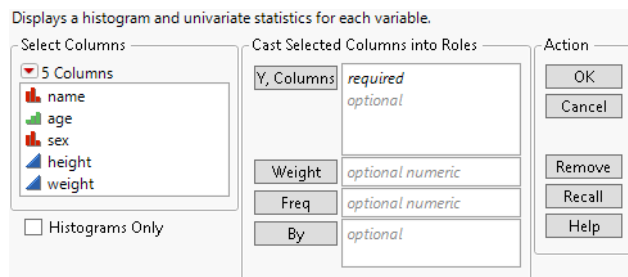 Displays a histogram and univariate statistics for each variable.
Select Columns
5 Columns
name
age
sex
height
weight
Histograms Only
Cast Selected Columns into Roles
Y, Columns
required
optional
Weight
optional numeric
Freq
optional numeric
By
optional
Action
OK
Cancel
Remove
Recall
Help